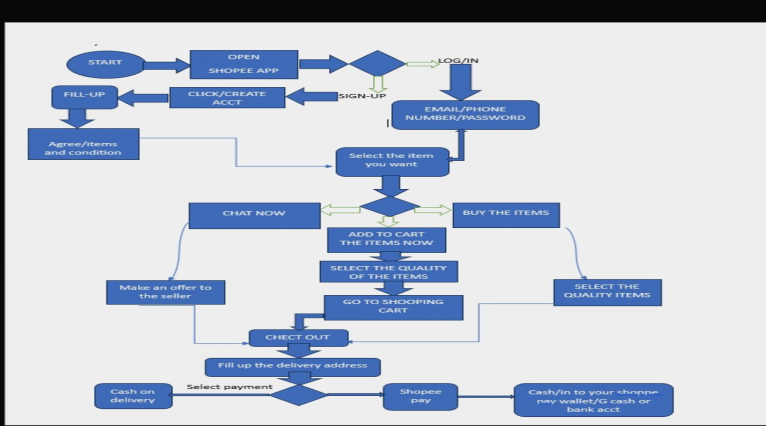 START
OPEN
SHOPEE APP
LOG/IN
FILL-UP
CLICK/CREATE
ACCT
SIGN-UP
EMAIL/PHONE
NUMBER/PASSWORD
Agree/items
and condition
Select the item
you want
CHAT NOW
BUY THE ITEMS
ADD TO CART
THE ITEMS NOW
SELECT THE QUALITY
OF THE ITEMS
Make an offer to
the seller
SELECT THE
QUALITY ITEMS
GO TO SHOOPING
CART
CHECT OUT
Fill up the delivery address
Select payment
Cash on
delivery
Shopee
pay
Cash/in to your shoppe
pay wallet/G cash or
bank acct